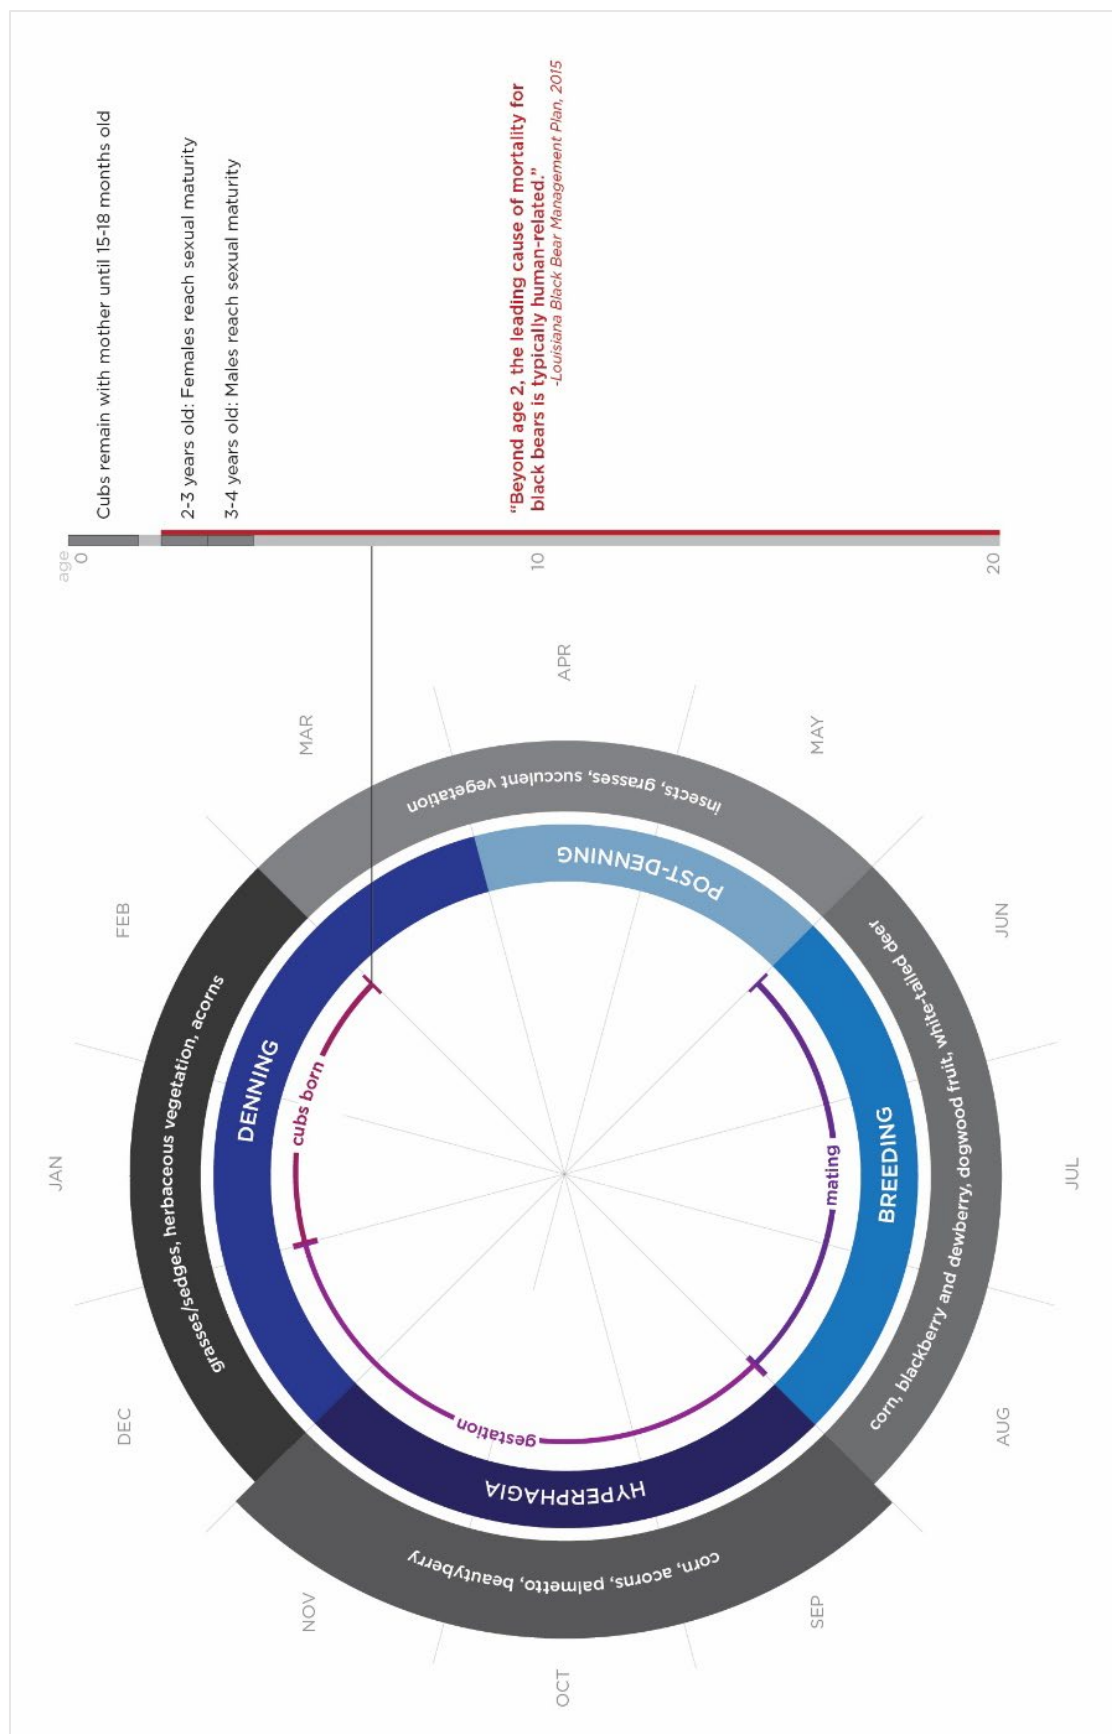 JAN
FEB
MAR
APR
MAY
JUN
JUL
AUG
SEP
OCT
NOV
DEC
grasses/sedges, herbaceous vegetation, acorns
insects, grasses, succulent vegetation
corn, blackberry and dewberry, dogwood fruit, white-tailed deer
corn, acorns, palmetto, beautyberry
DENNING
POST-DENNING
BREEDING
HYPERPHAGIA
cubs born
mating
gestation
age
0
10
20
Cubs remain with mother until 15-18 months old
2-3 years old: Females reach sexual maturity
3-4 years old: Males reach sexual maturity
“Beyond age 2, the leading cause of mortality for
black bears is typically human-related.”
-Louisiana Black Bear Management Plan, 2015